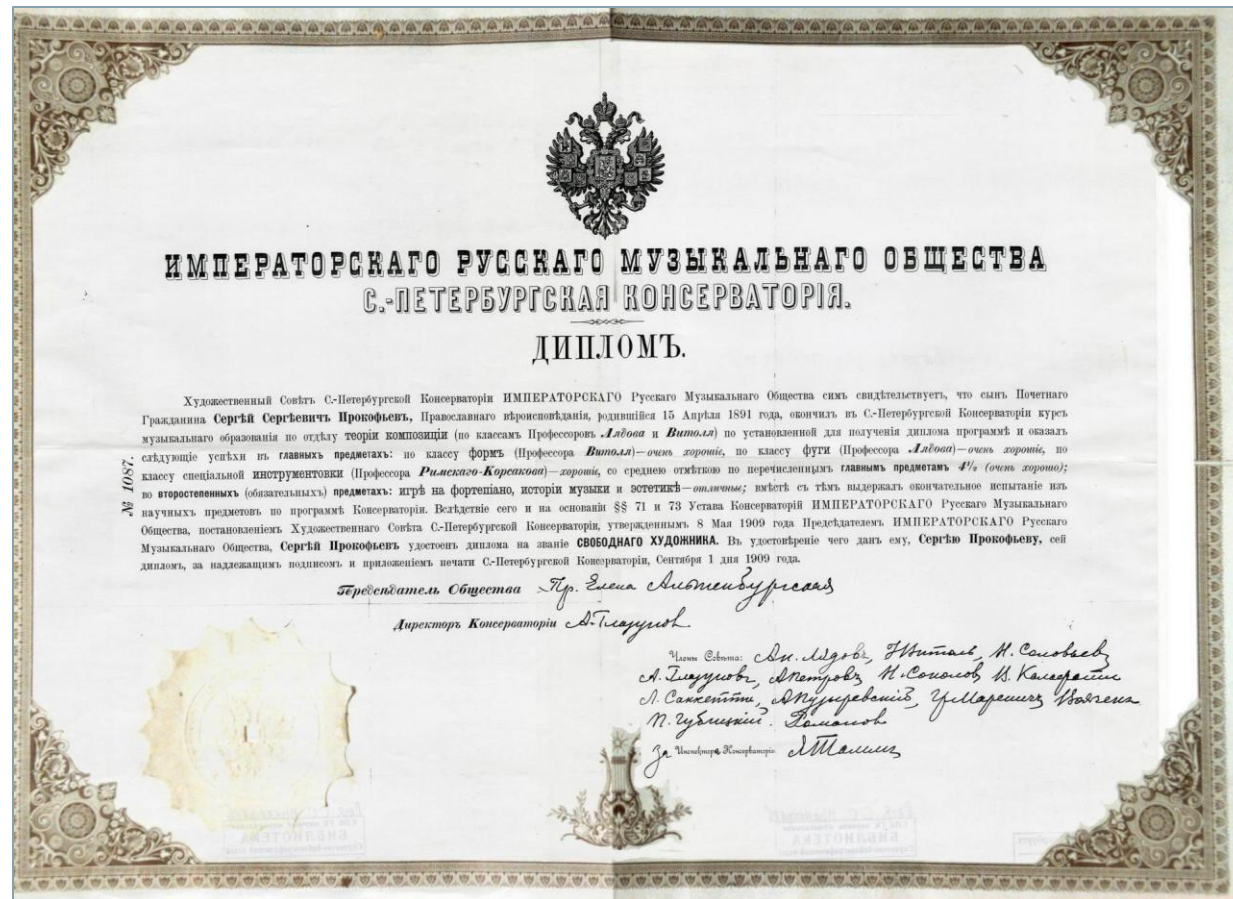 ИМПЕРАТОРСКАГО РУССКАГО МУЗЫКАЛЬНАГО ОБЩЕСТВА
С.-ПЕТЕРБУРГСКАЯ КОНСЕРВАТОРІЯ.
ДИПЛОМЪ.
Художественный Совѣтъ С.-Петербургской Консерваторіи ИМПЕРАТОРСКАГО Русскаго Музыкальнаго Общества симъ свидѣтельствуетъ, что сынъ Почетнаго
Гражданина Сергѣй Сергѣевичъ Прокофьевъ, Православнаго вѣроисповѣданія, родившійся 15 Апрѣля 1891 года, окончилъ въ С.-Петербургской Консерваторіи курсъ
музыкальнаго образованія по отдѣлу теоріи композиціи (по классамъ Профессоровъ Лядова и Витоля) по установленной для полученія диплома программѣ и оказалъ
слѣдующіе успѣхи въ главныхъ предметахъ: по классу формъ (Профессора Витоля)—очень хорошіе, по классу фуги (Профессора Лядова)—очень хорошіе, по
классу спеціальной инструментовки (Профессора Римскаго-Корсакова)—хорошіе, со среднею отмѣткою по перечисленнымъ главнымъ предметамъ 4 (очень хорошо);
во второстепенныхъ (обязательныхъ) предметахъ: игрѣ на фортепіано, исторіи музыки и эстетикѣ—отличные; вмѣстѣ съ тѣмъ выдержалъ окончательное испытаніе изъ
научныхъ предметовъ по программѣ Консерваторіи. Вслѣдствіе сего и на основаніи §§ 71 и 73 Устава Консерваторій ИМПЕРАТОРСКАГО Русскаго Музыкальнаго
Общества, постановленіемъ Художественнаго Совѣта С.-Петербургской Консерваторіи, утвержденнымъ 8 Мая 1909 года Предсѣдателемъ ИМПЕРАТОРСКАГО Русскаго
Музыкальнаго Общества, Сергѣй Прокофьевъ удостоенъ диплома на званіе СВОБОДНАГО ХУДОЖНИКА. Въ удостовѣреніе чего данъ ему, Сергѣю Прокофьеву, сей
дипломъ, за надлежащимъ подписомъ и приложеніемъ печати С.-Петербургской Консерваторіи, Сентября 1 дня 1909 года.
№ 1087.
Предсѣдатель Общества Пр. Елена Альтенбургская
Директоръ Консерваторіи А. Глазунов
Члены Совѣта: Ан. Лядовъ, Витоль, Н. Соловьевъ
А. Глазуновъ, А Петровъ Н. Соколовъ
Л. Саккетти, А Пузыревскій,
П. Губицкій. Романов
За Инспектора Консерваторіи
БИБЛИОТЕКА